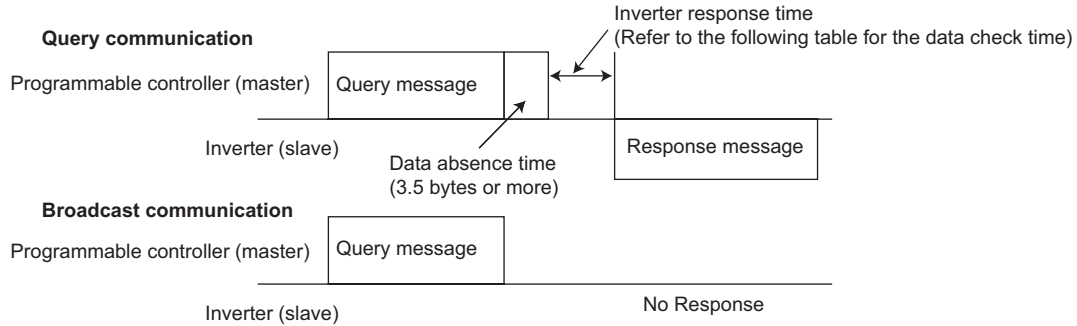 Inverter response time
(Refer to the following table for the data check time)
Query communication
Programmable controller (master)
Query message
Inverter (slave)
Data absence time
(3.5 bytes or more)
Response message
Broadcast communication
Programmable controller (master)
Query message
Inverter (slave)
No Response